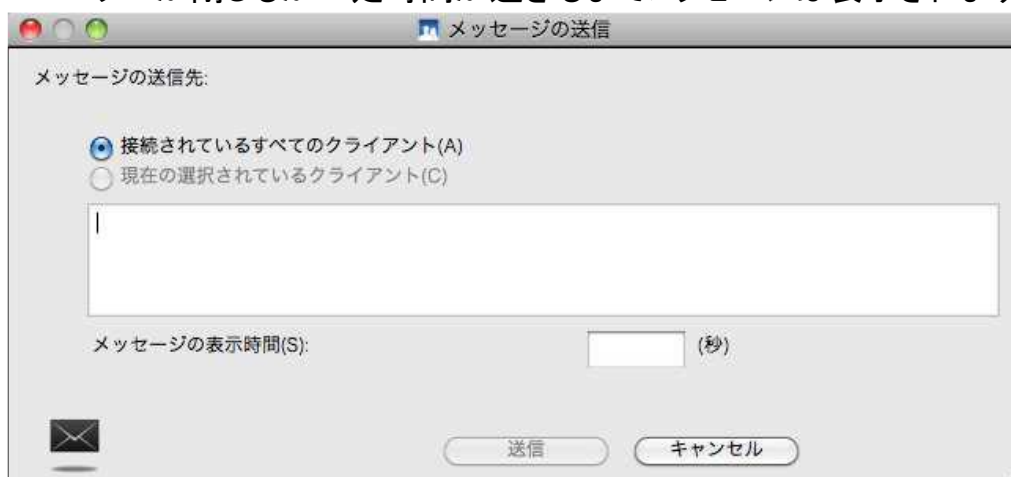 メッセージの送信
メッセージの送信先:
接続されているすべてのクライアント(A)
現在の選択されているクライアント(C)
メッセージの表示時間(S):
(秒)
送信
キャンセル